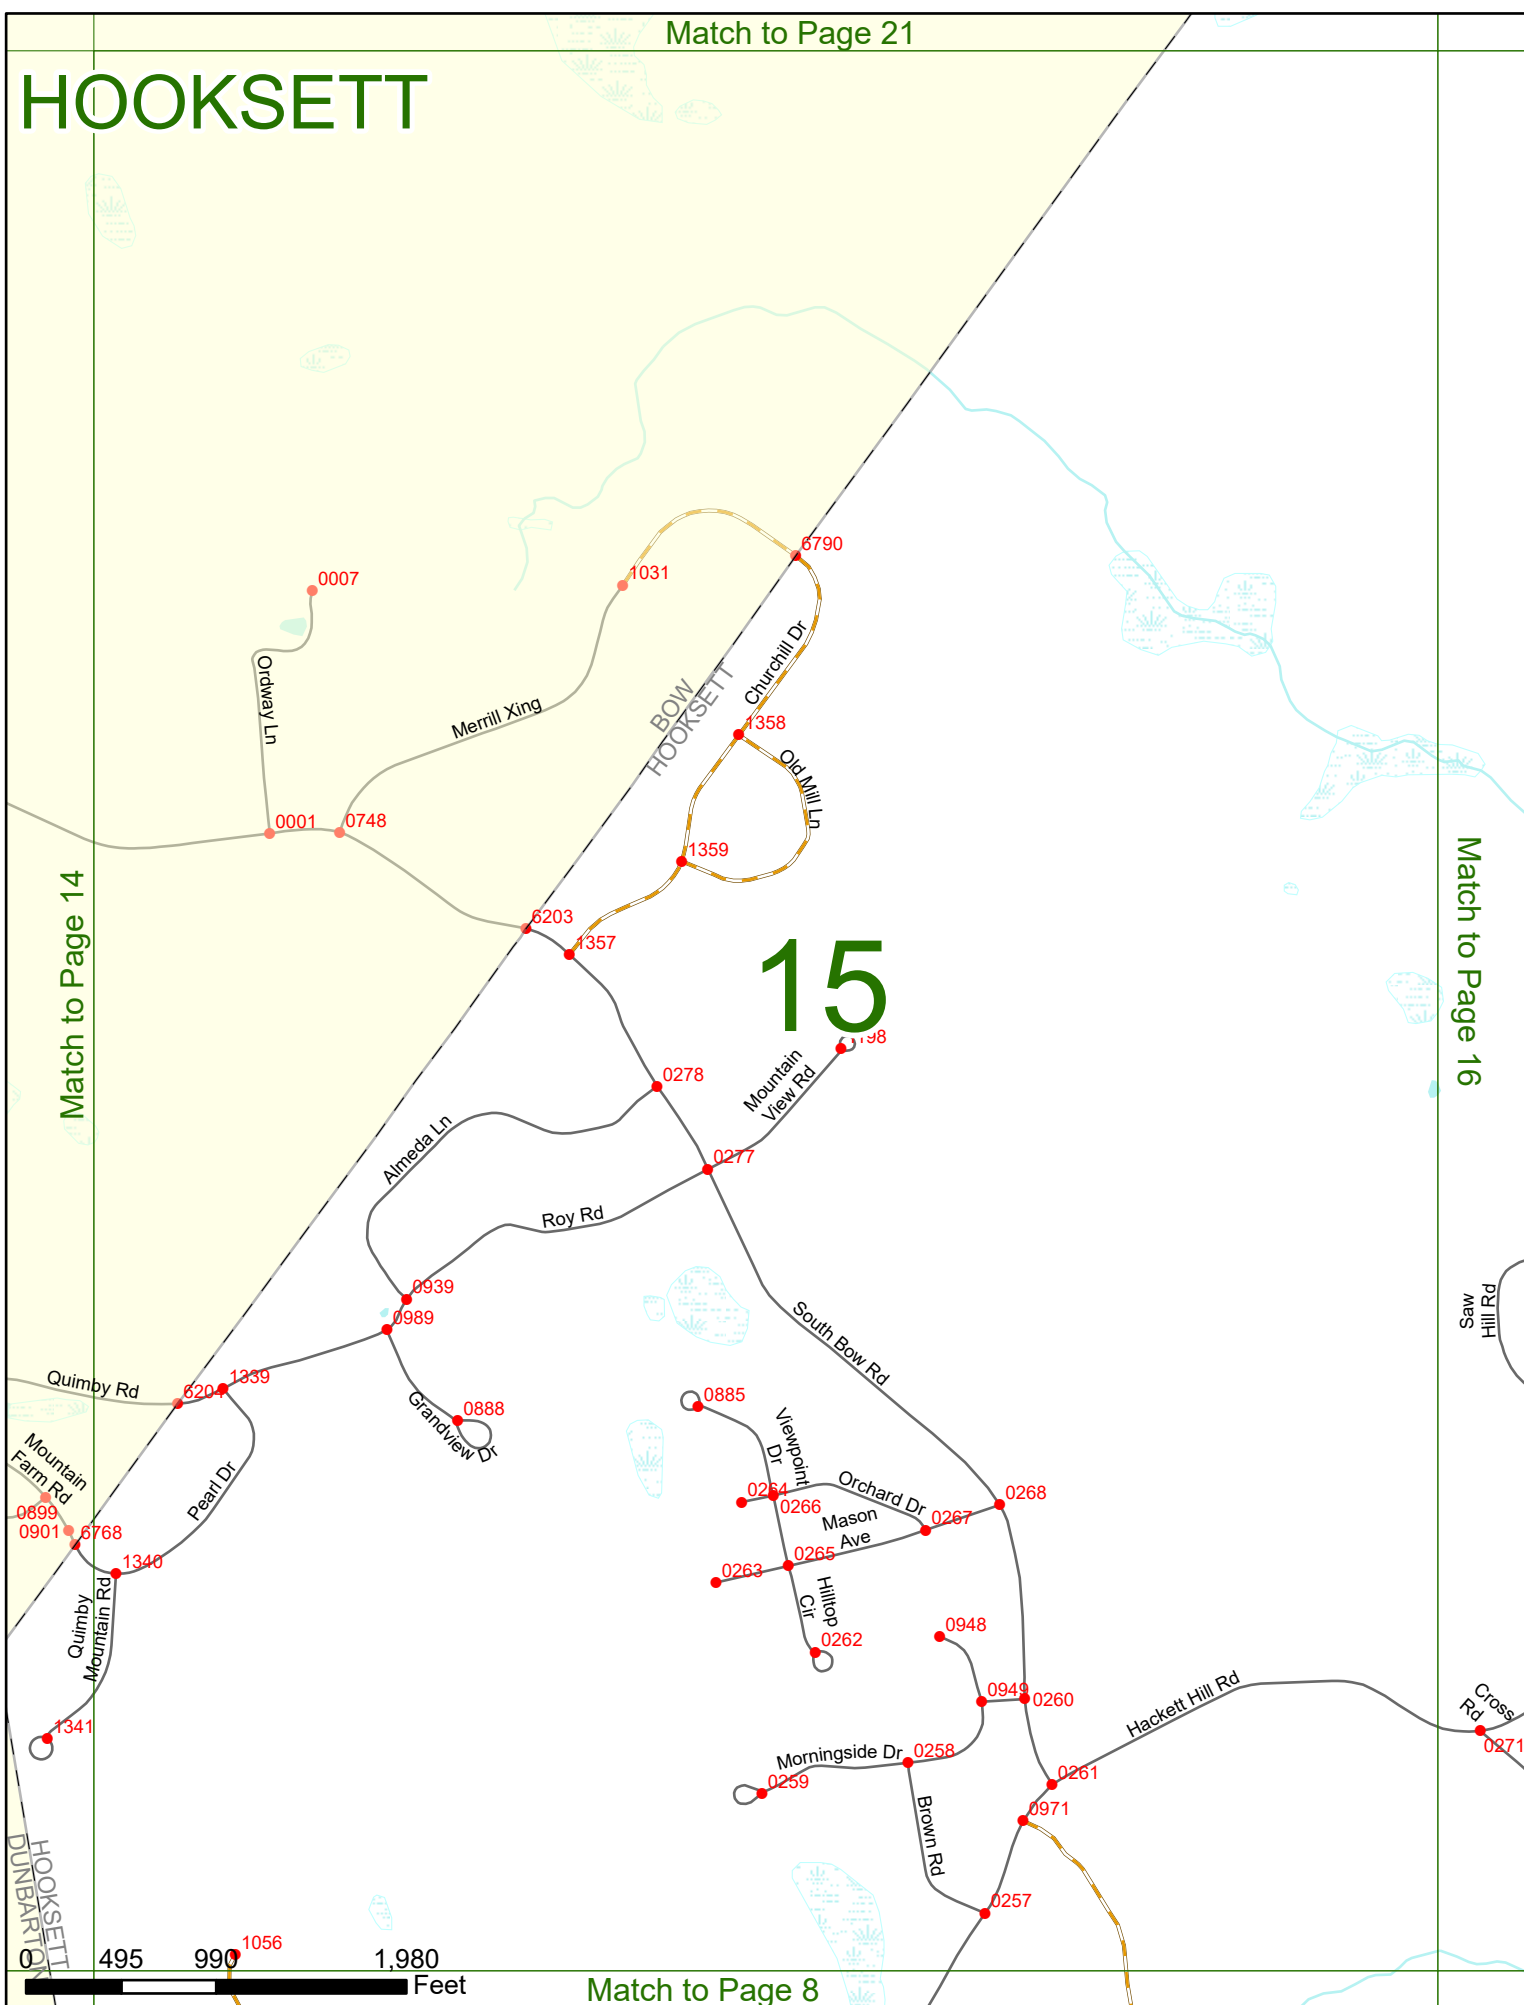 Match to Page 21
HOOKSETT
6790
0007
1031
Churchill Dr
Ordway Ln
Merrill Xing
BOW
HOOKSETT
1358
Old Mill Ln
0001
0748
1359
Match to Page 14
Match to Page 16
6203
1357
15
Mountain
View Rd
0278
Almeda Ln
0277
Roy Rd
0939
0989
South Bow Rd
Saw
Hill Rd
Quimby Rd
1339
6204
0885
Grandview Dr
0888
Viewpoint
Dr
Mountain
Farm Rd
Pearl Dr
0264
0266
Orchard Dr
0268
0899
0901
6768
Mason
Ave
0267
1340
0265
0263
Quimby
Mountain Rd
Hilltop
Cir
0262
0948
0949
0260
Hackett Hill Rd
Cross
Rd
1341
0271
Morningside Dr
0258
0259
0261
Brown Rd
0971
HOOKSETT
DUNBARTON
0257
1056
0 495 990 1,980
Feet
Match to Page 8